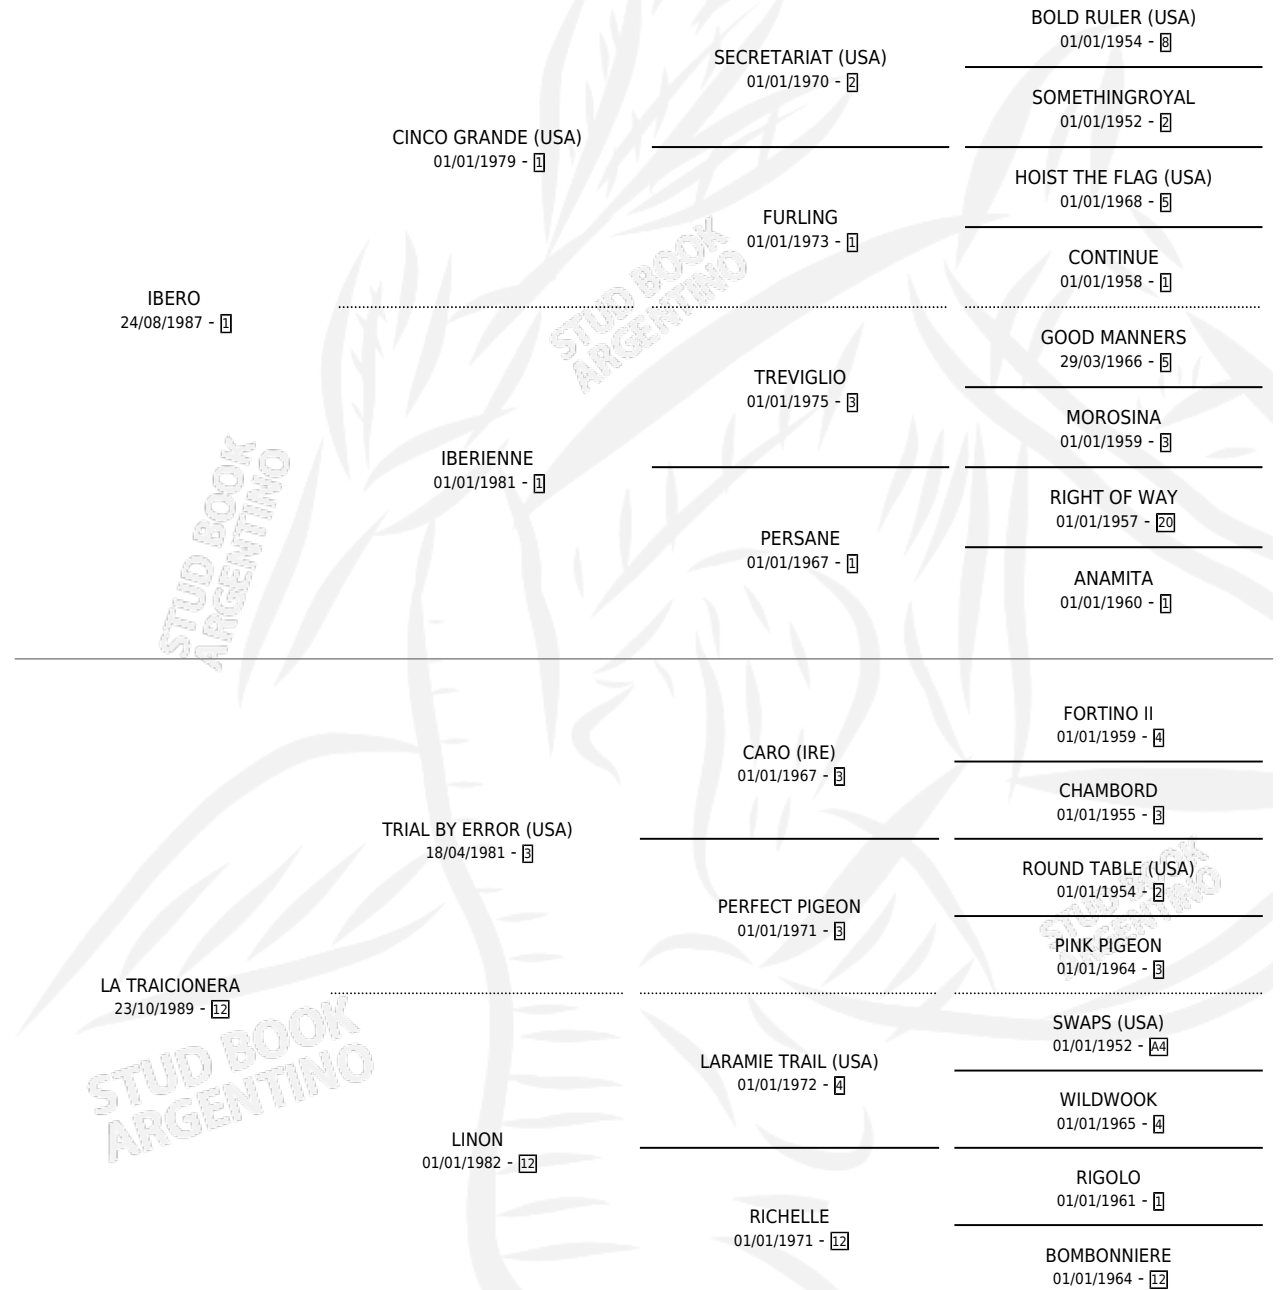 BOLD RULER (USA)
01/01/1954 - 8
SECRETARIAT (USA)
01/01/1970 - 2
SOMETHINGROYAL
01/01/1952 - 2
CINCO GRANDE (USA)
01/01/1979 - 1
HOIST THE FLAG (USA)
01/01/1968 - 5
FURLING
01/01/1973 - 1
CONTINUE
01/01/1958 - 1
IBERO
24/08/1987 - 1
GOOD MANNERS
29/03/1966 - 5
TREVIGLIO
01/01/1975 - 3
MOROSINA
01/01/1959 - 3
IBERIENNE
01/01/1981 - 1
RIGHT OF WAY
01/01/1957 - 20
PERSANE
01/01/1967 - 1
ANAMITA
01/01/1960 - 1
FORTINO II
01/01/1959 - 4
CARO (IRE)
01/01/1967 - 3
CHAMBORD
01/01/1955 - 3
TRIAL BY ERROR (USA)
18/04/1981 - 3
ROUND TABLE (USA)
01/01/1954 - 2
PERFECT PIGEON
01/01/1971 - 3
PINK PIGEON
01/01/1964 - 3
LA TRAICIONERA
23/10/1989 - 12
SWAPS (USA)
01/01/1952 - A4
LARAMIE TRAIL (USA)
01/01/1972 - 4
WILDWOOK
01/01/1965 - 4
LINON
01/01/1982 - 12
RIGOLO
01/01/1961 - 1
RICHELLE
01/01/1971 - 12
BOMBONNIERE
01/01/1964 - 12
STUD BOOK
ARGENTINO
STUD BOOK
ARGENTINO
STUD BOOK
ARGENTINO
STUD BOOK
ARGENTINO